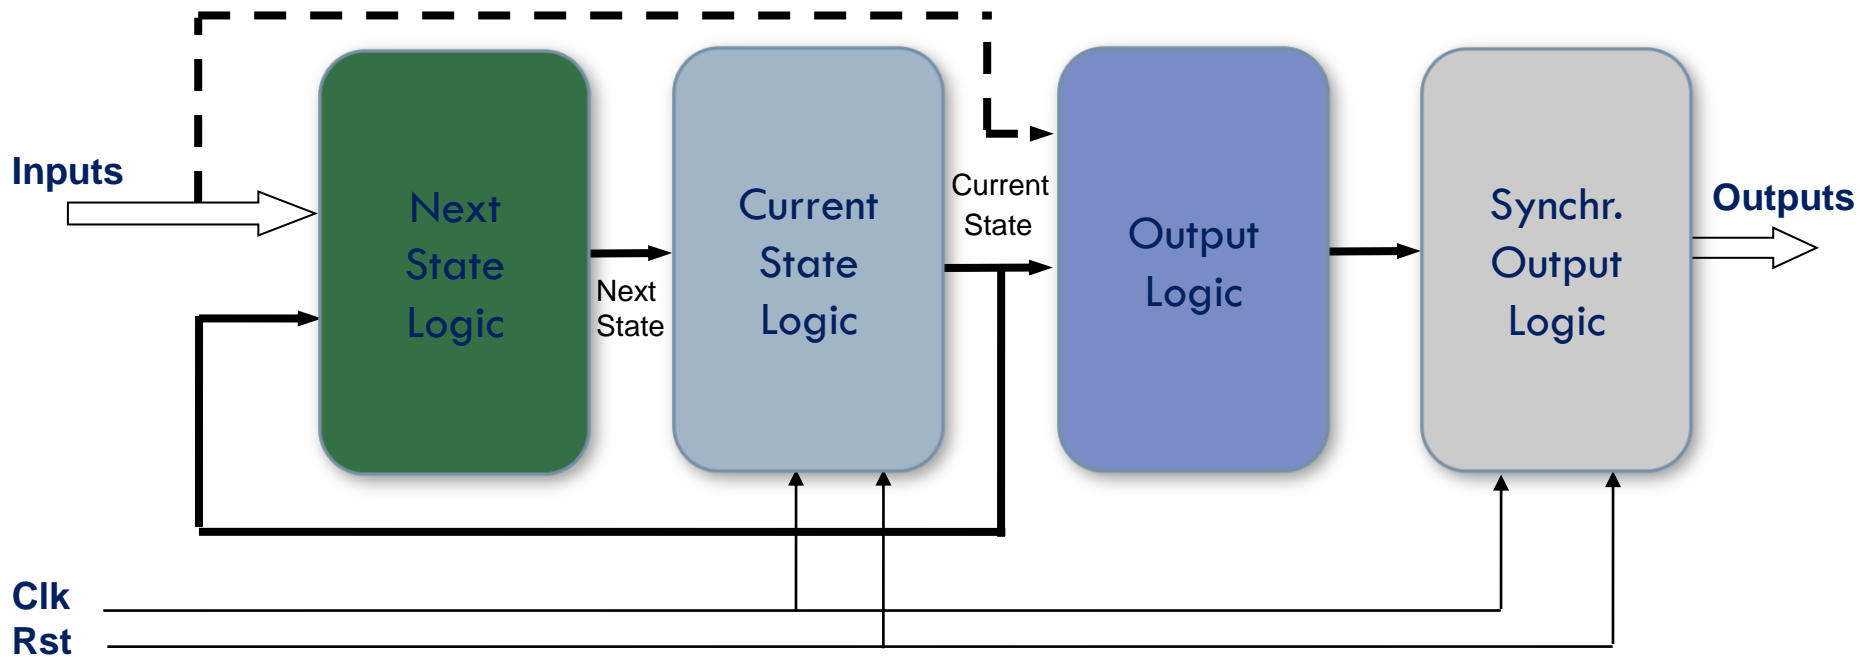 Inputs
Next
State
Logic
Next
State
Current
State
Logic
Current
State
Output
Logic
Synchr.
Output
Logic
Outputs
Clk
Rst